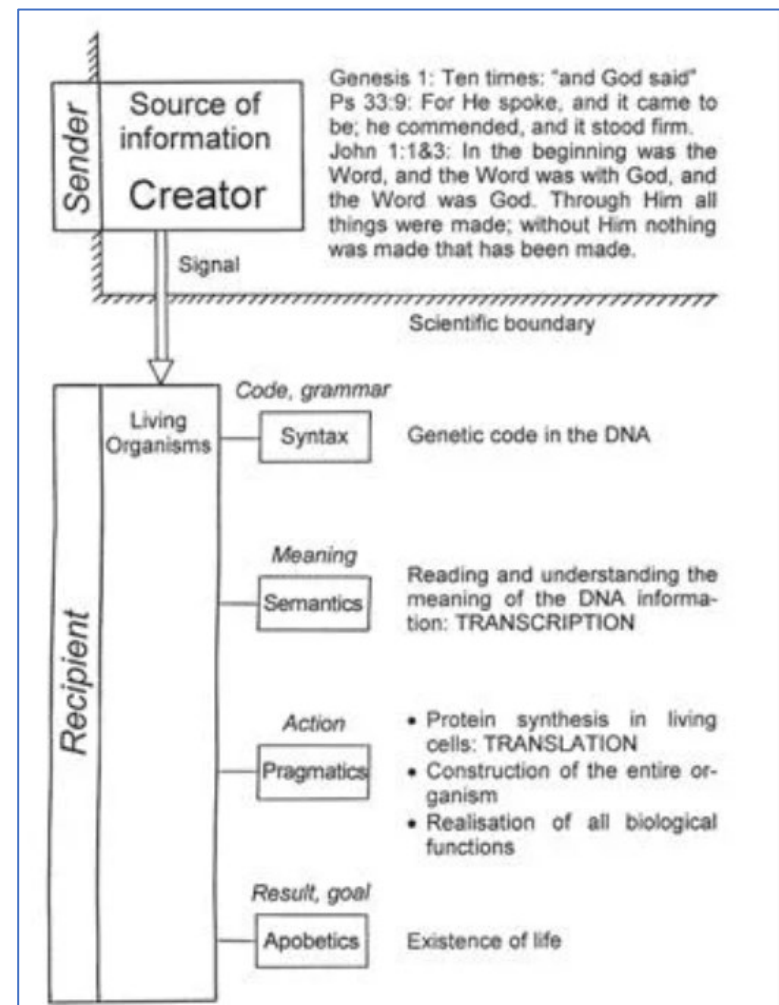 Sender
Source of
information
Creator
Genesis 1: Ten times: "and God said"
Ps 33:9: For He spoke, and it came to
be; he commended, and it stood firm.
John 1:1&3: In the beginning was the
Word, and the Word was with God, and
the Word was God. Through Him all
things were made; without Him nothing
was made that has been made.
Signal
Scientific boundary
Recipient
Living
Organisms
Code, grammar
Syntax
Genetic code in the DNA
Meaning
Semantics
Reading and understanding the
meaning of the DNA informa-
tion: TRANSCRIPTION
Action
Pragmatics
• Protein synthesis in living
cells: TRANSLATION
• Construction of the entire or-
ganism
• Realisation of all biological
functions
Result, goal
Apobetics
Existence of life